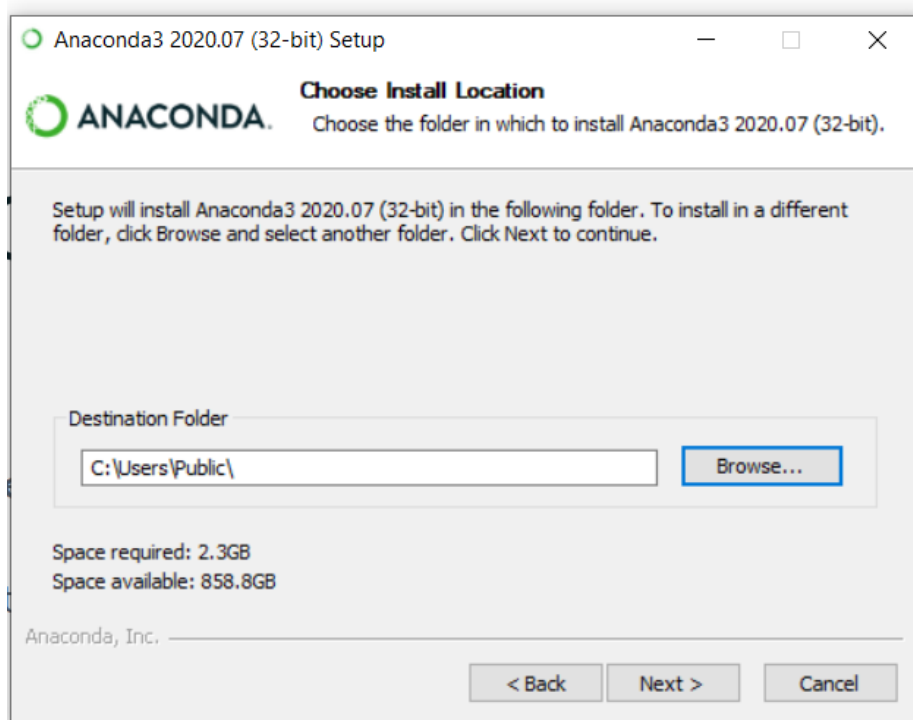 Anaconda3 2020.07 (32-bit) Setup
ANACONDA.
Choose Install Location
Choose the folder in which to install Anaconda3 2020.07 (32-bit).
Setup will install Anaconda3 2020.07 (32-bit) in the following folder. To install in a different
folder, click Browse and select another folder. Click Next to continue.
Destination Folder
C:\Users\Public\
Browse...
Space required: 2.3GB
Space available: 858.8GB
Anaconda, Inc.
< Back
Next >
Cancel